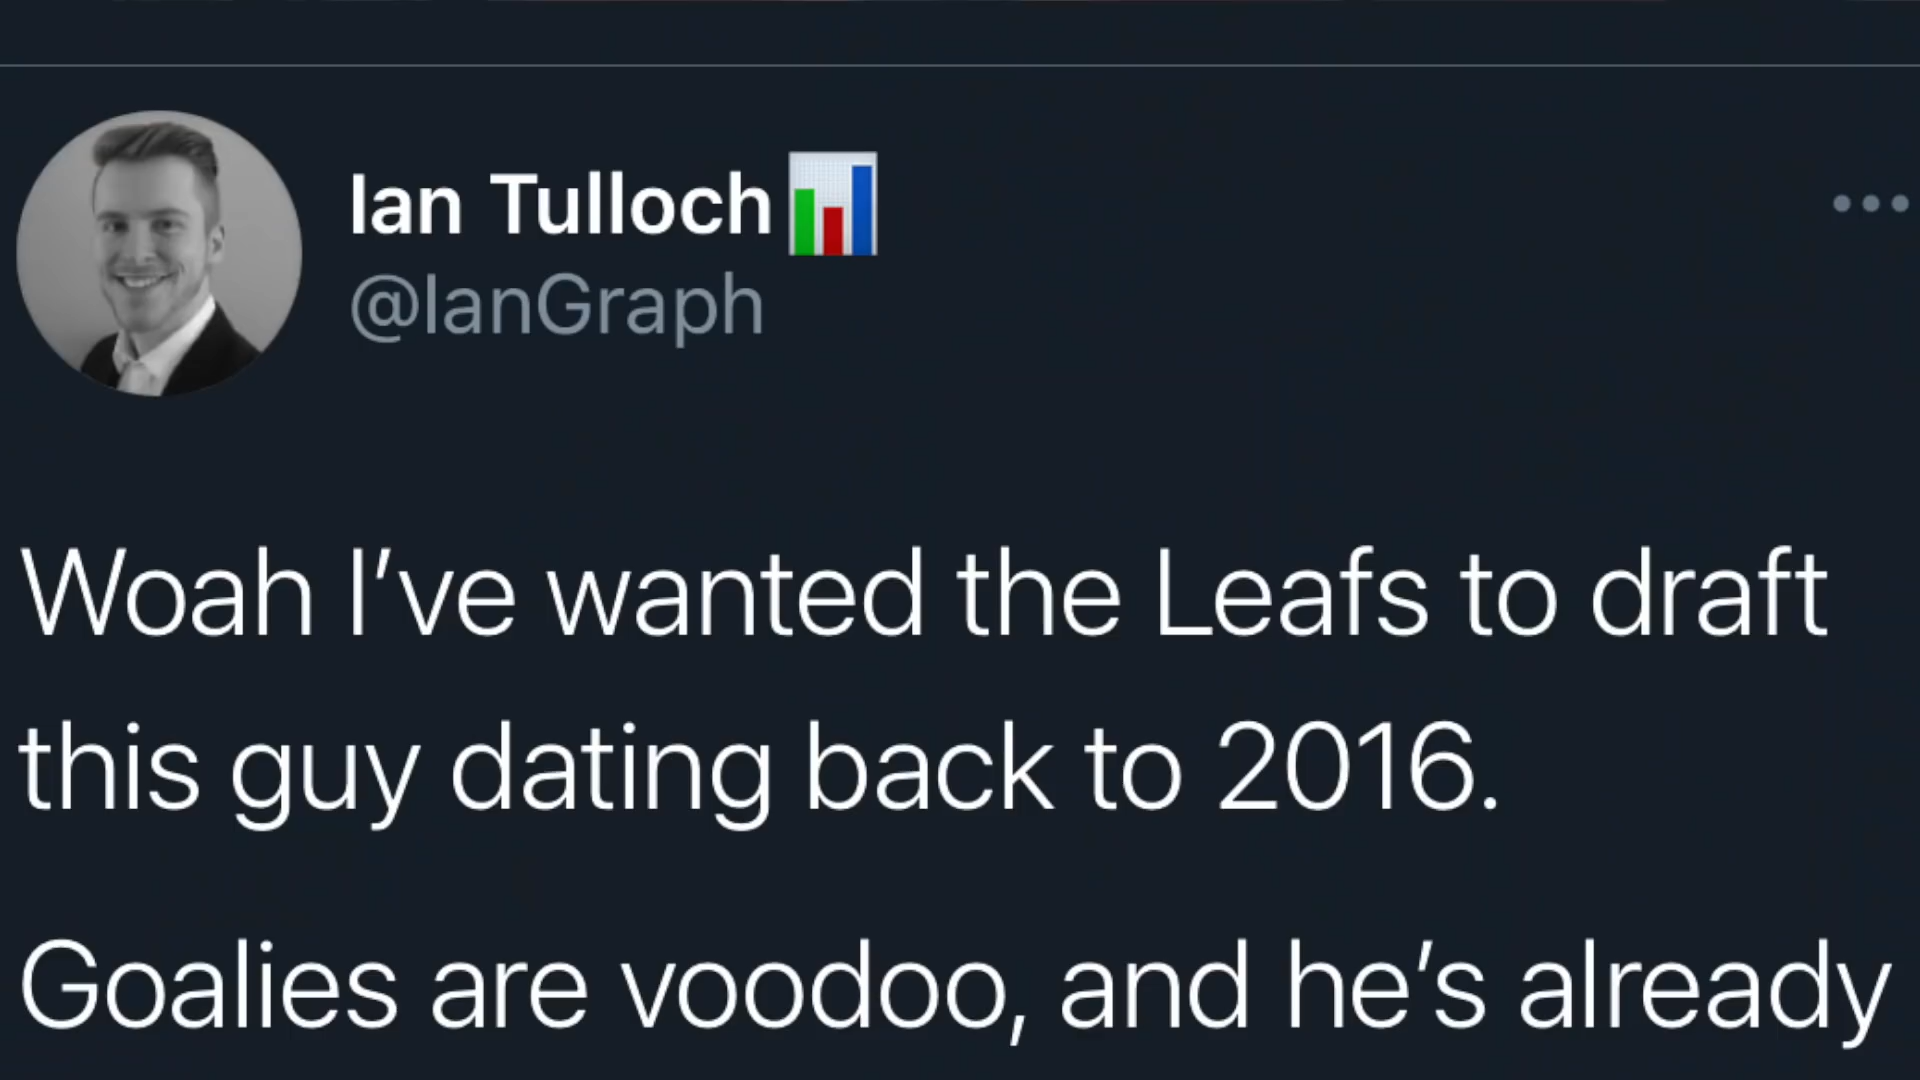 Ian Tulloch📊
@IanGraph
Woah I’ve wanted the Leafs to draft
this guy dating back to 2016.
Goalies are voodoo, and he’s already